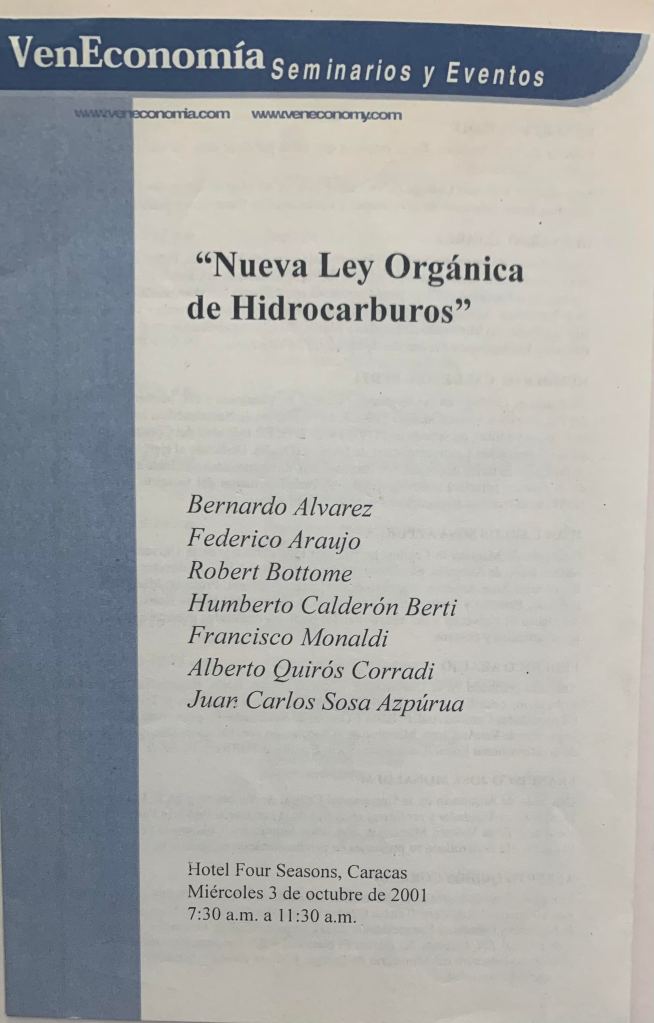 VenEconomía Seminarios y Eventos
www.veneconomia.com www.veneconomy.com
“Nueva Ley Orgánica
de Hidrocarburos”
Bernardo Alvarez
Federico Araujo
Robert Bottome
Humberto Calderón Berti
Francisco Monaldi
Alberto Quirós Corradi
Juan Carlos Sosa Azpúrua
Hotel Four Seasons, Caracas
Miércoles 3 de octubre de 2001
7:30 a.m. a 11:30 a.m.